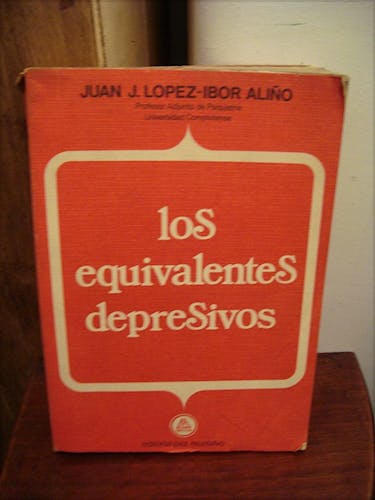 JUAN J. LOPEZ-IBOR ALIÑO
Profesor Adjunto de Psiquiatría
Universidad Complutense
los
equivalentes
depresivos